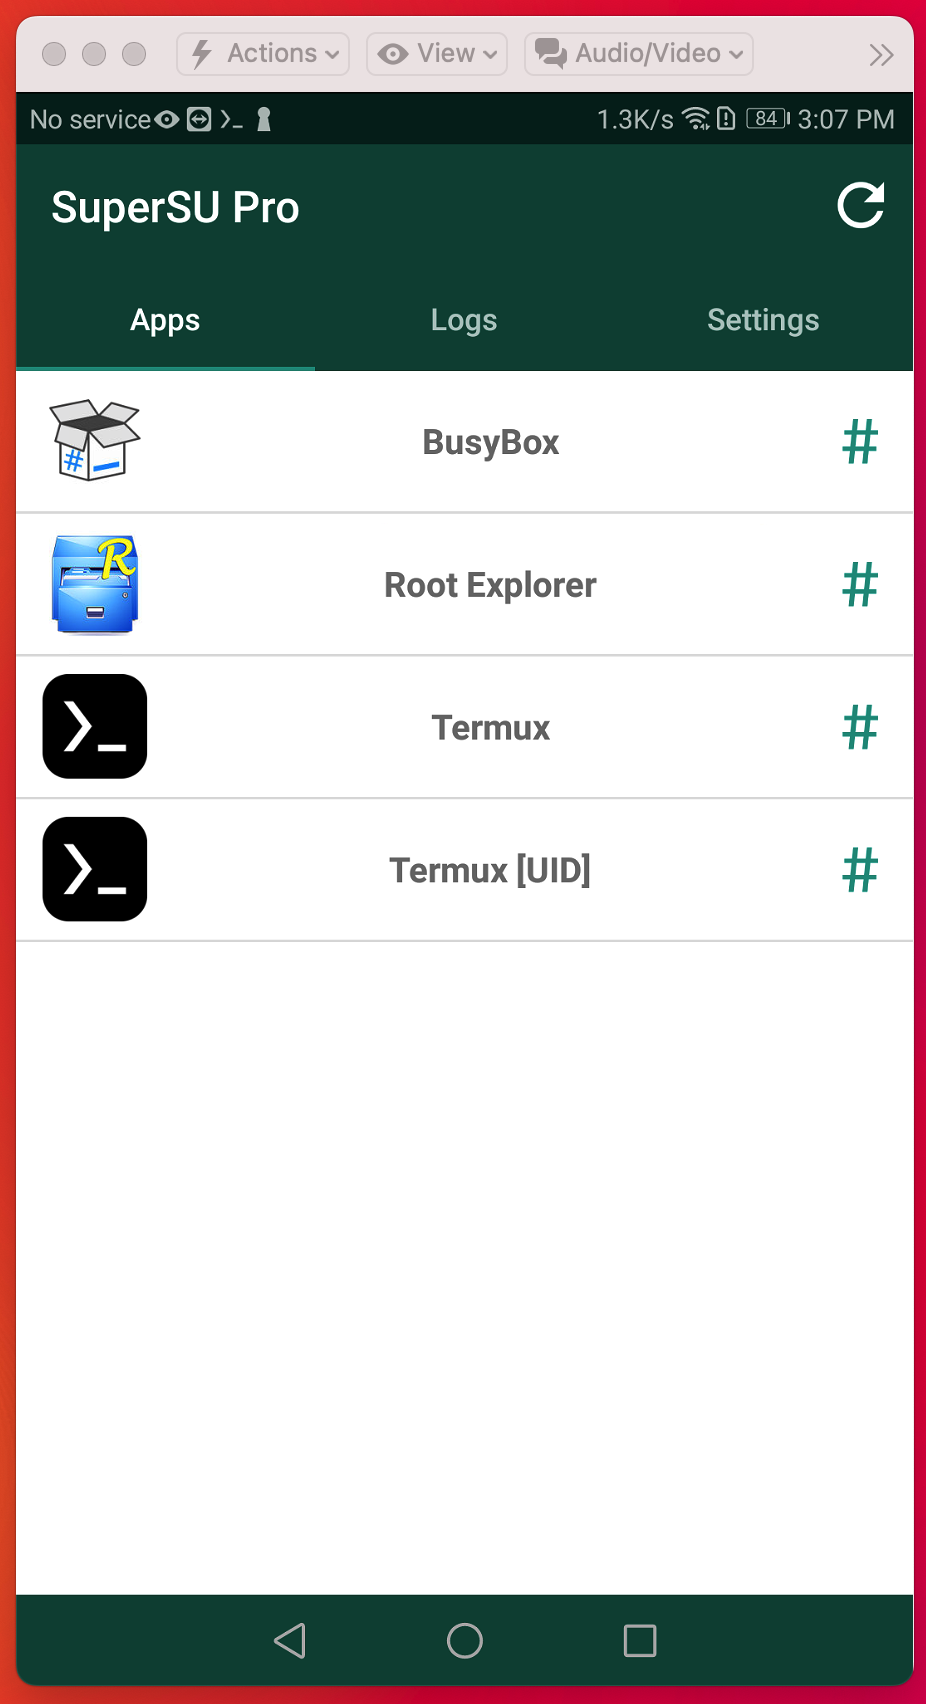 Actions View Audio/Video
No service 1.3K/s 84 3:07 PM
SuperSU Pro
Apps Logs Settings
BusyBox #
Root Explorer #
Termux #
Termux [UID] #